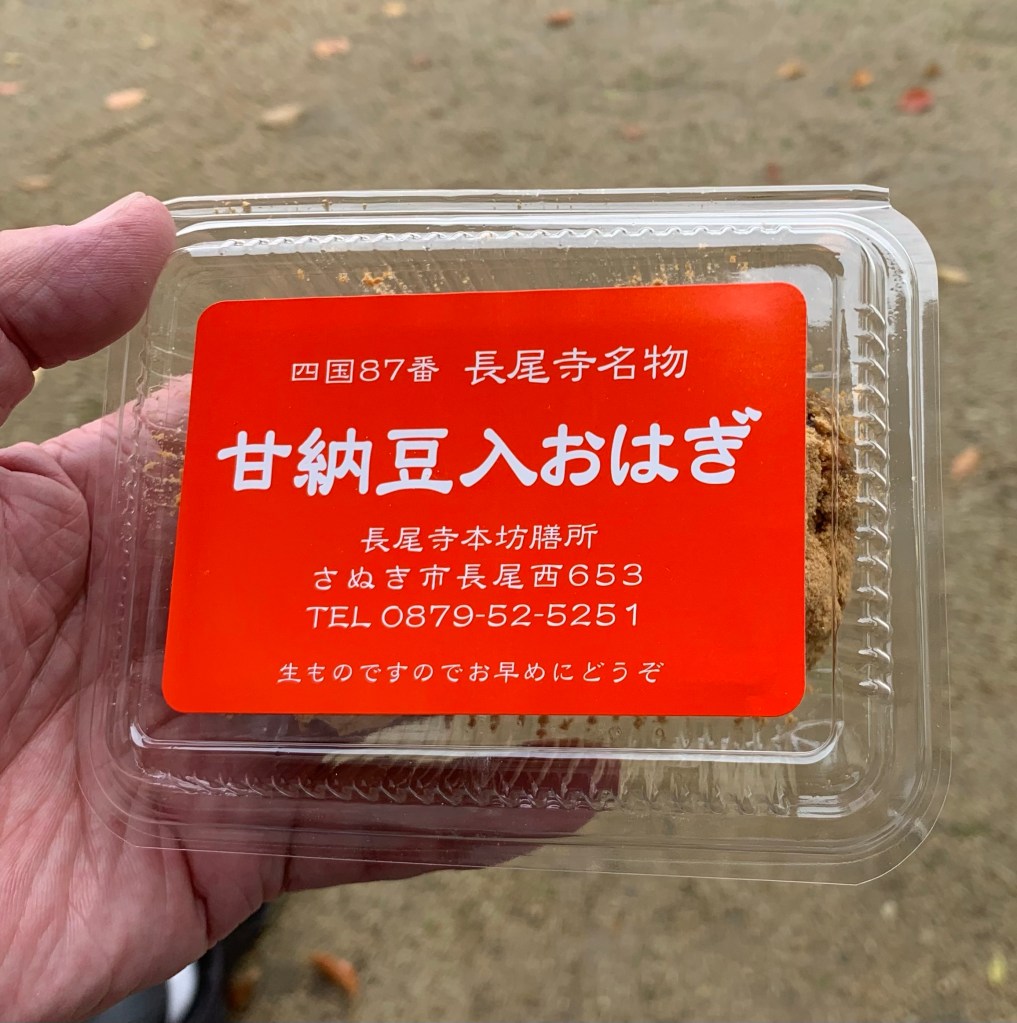 四国87番 長尾寺名物
甘納豆入おはぎ
長尾寺本坊膳所
さぬき市長尾西653
TEL 0879-52-5251
生ものですのでお早めにどうぞ